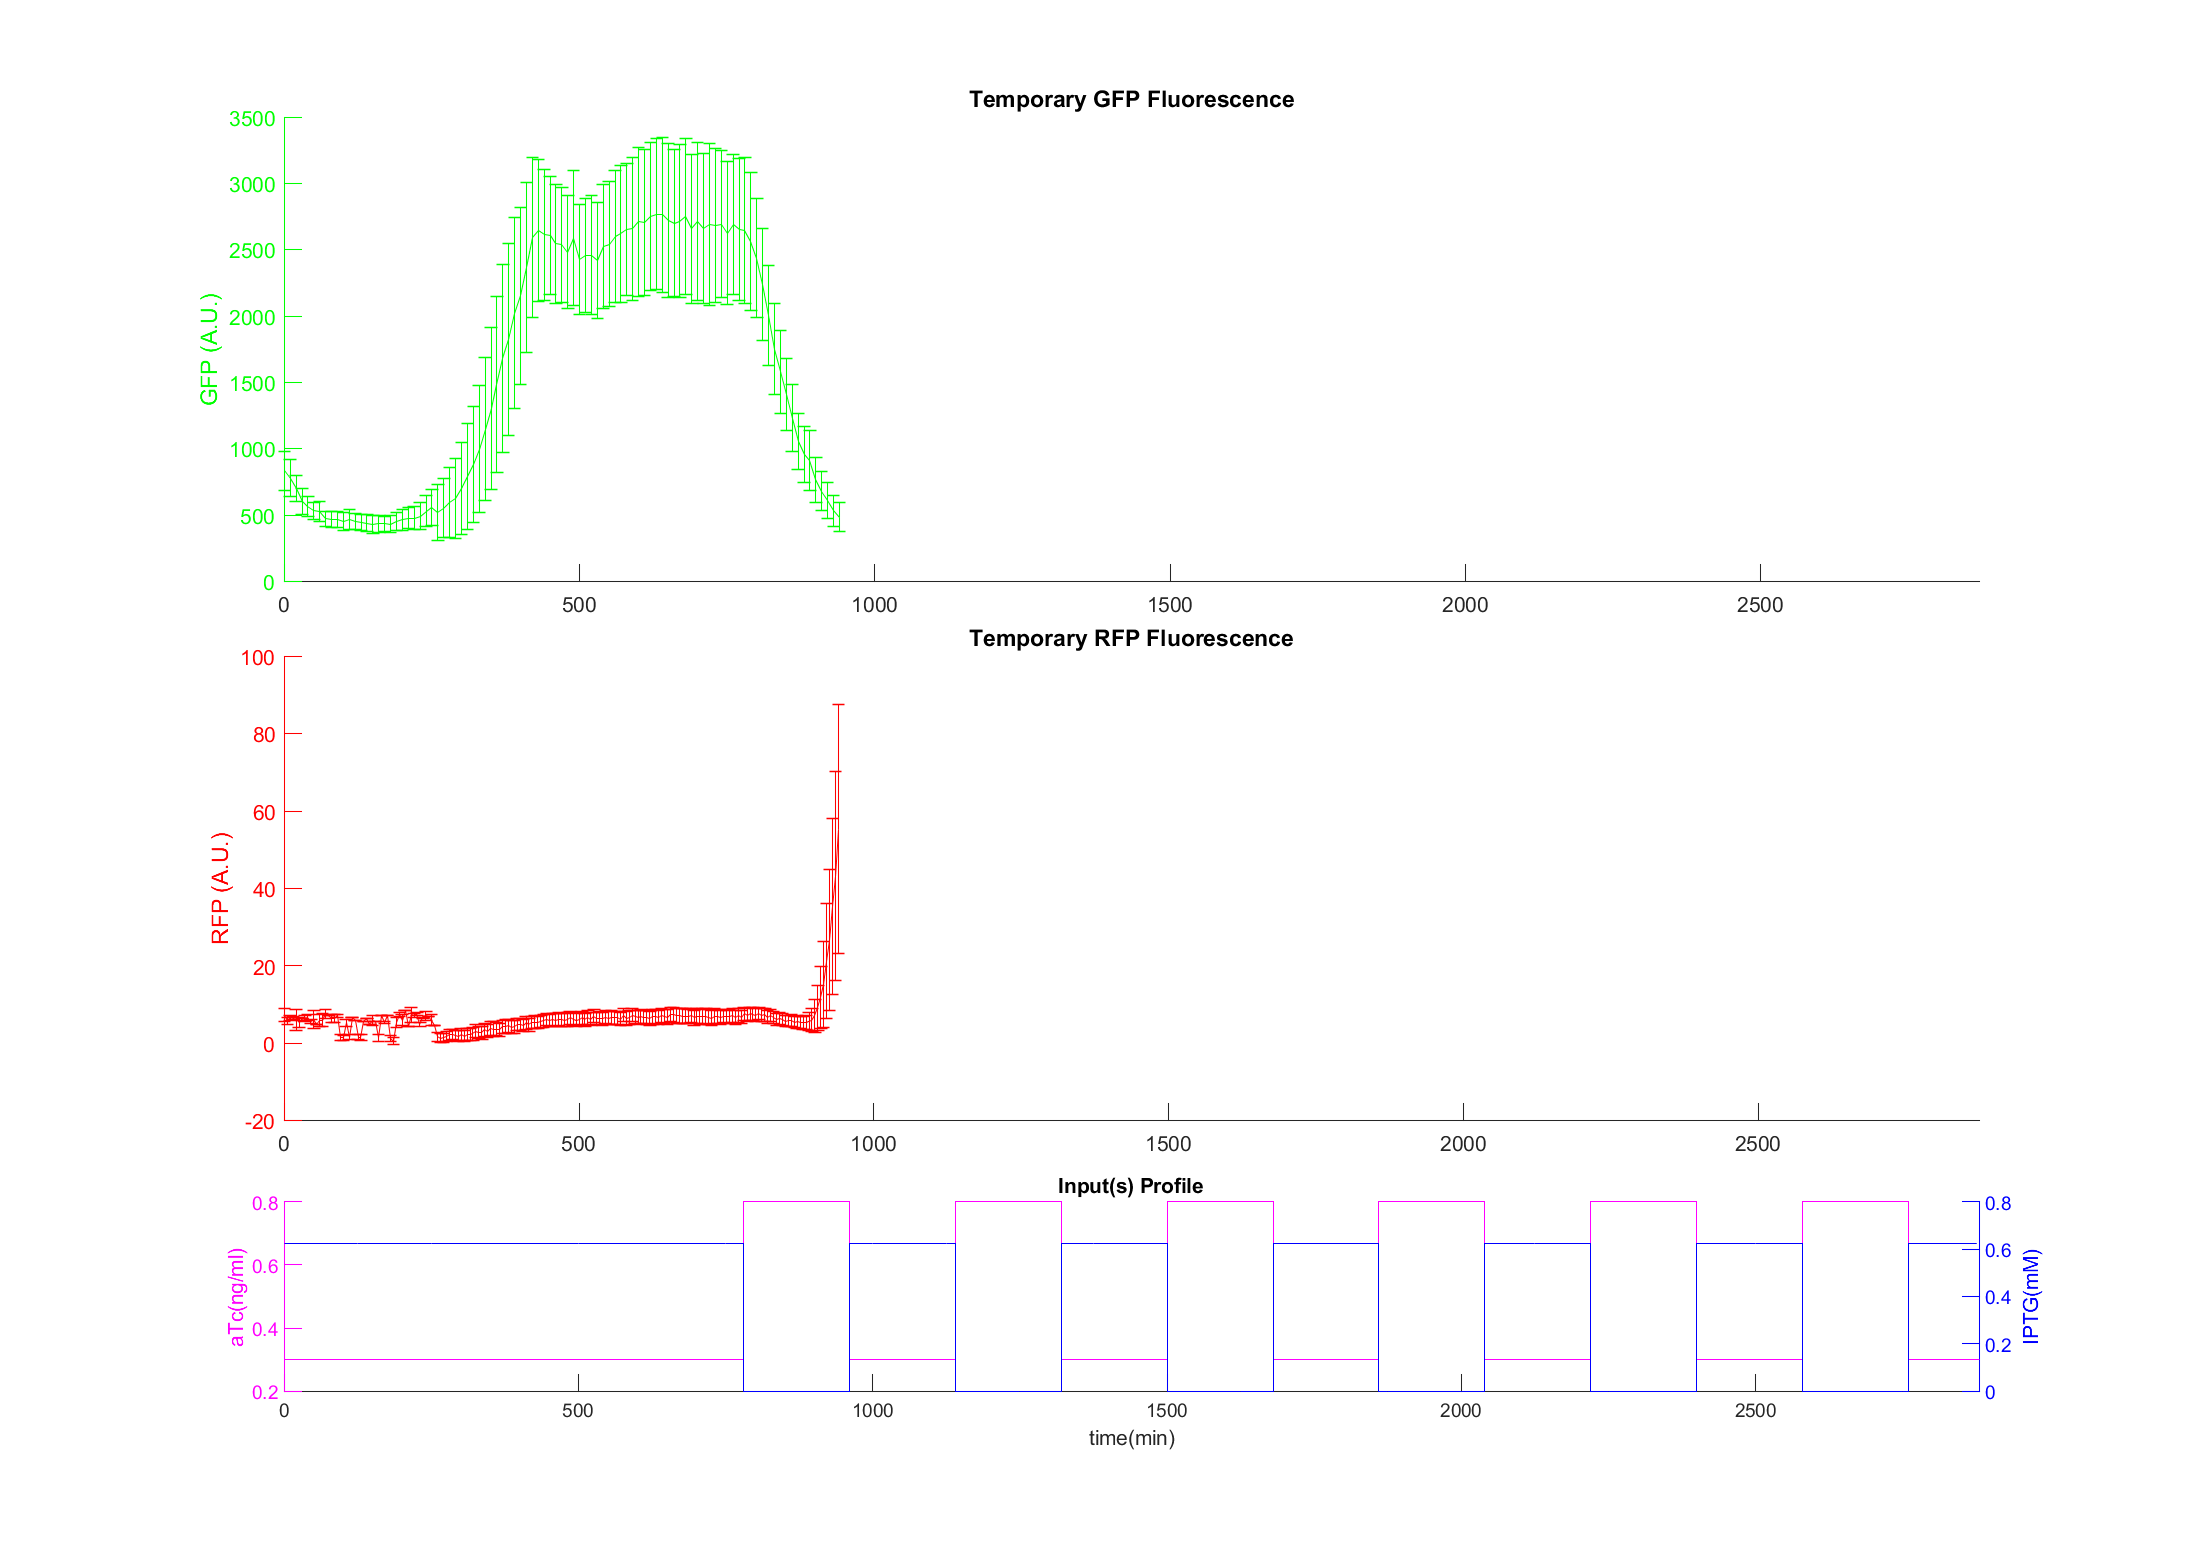 Temporary GFP Fluorescence
GFP (A.U.)
3500
3000
2500
2000
1500
1000
500
0
0 500 1000 1500 2000 2500
Temporary RFP Fluorescence
RFP (A.U.)
100
80
60
40
20
0
-20
0 500 1000 1500 2000 2500
Input(s) Profile
aTc(ng/ml)
0.8
0.6
0.4
0.2
IPTG(mM)
0.8
0.6
0.4
0.2
0
0 500 1000 1500 2000 2500
time(min)